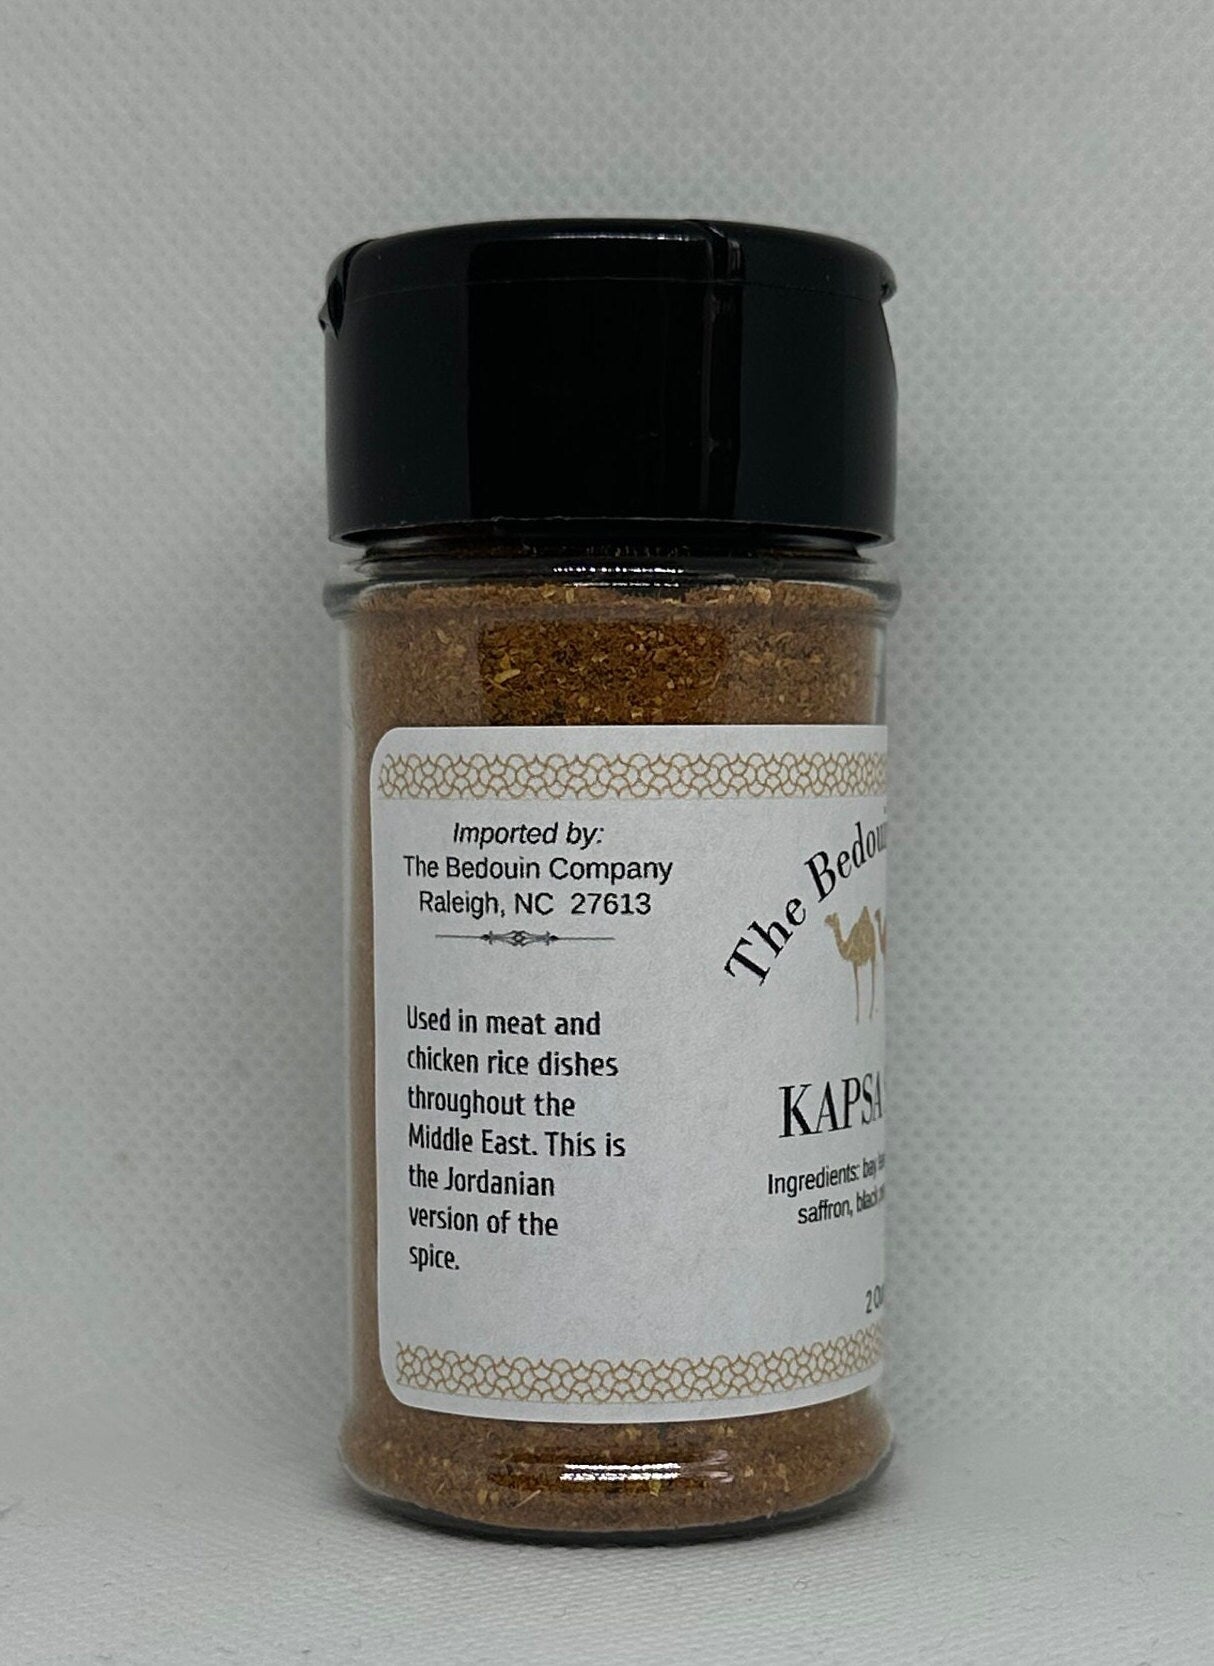 Imported by:
The Bedouin Company
Raleigh, NC 27613
Used in meat and
chicken rice dishes
throughout the
Middle East. This is
the Jordanian
version of the
spice.
The
KAPSA
Ingredients: bay
saffron, black
2